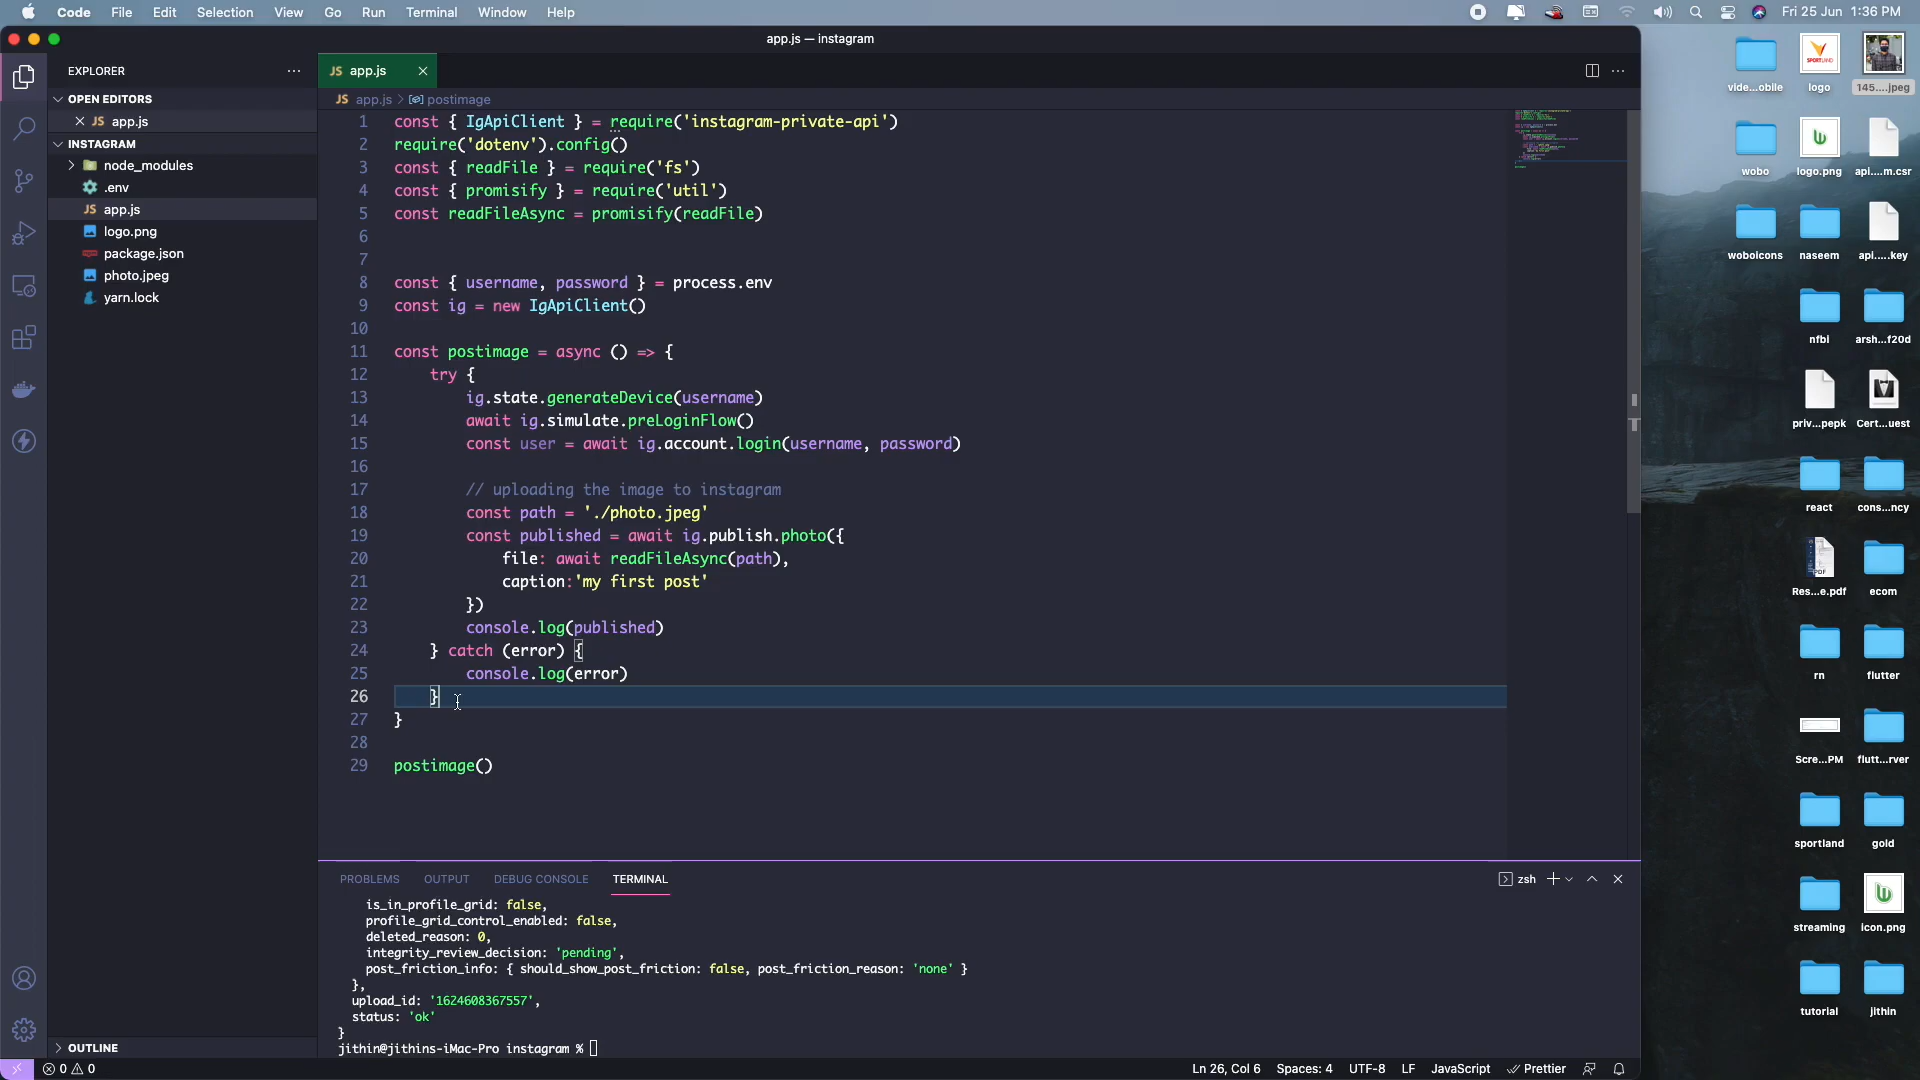 Code File Edit Selection View Go Run Terminal Window Help
Fri 25 Jun 1:36 PM
app.js — instagram
EXPLORER
OPEN EDITORS
JS app.js
INSTAGRAM
node_modules
.env
JS app.js
logo.png
package.json
photo.jpeg
yarn.lock
OUTLINE
JS app.js
JS app.js > postimage
1 const { IgApiClient } = require('instagram-private-api')
2 require('dotenv').config()
3 const { readFile } = require('fs')
4 const { promisify } = require('util')
5 const readFileAsync = promisify(readFile)
6
7
8 const { username, password } = process.env
9 const ig = new IgApiClient()
10
11 const postimage = async () => {
12 try {
13 ig.state.generateDevice(username)
14 await ig.simulate.preLoginFlow()
15 const user = await ig.account.login(username, password)
16
17 // uploading the image to instagram
18 const path = './photo.jpeg'
19 const published = await ig.publish.photo({
20 file: await readFileAsync(path),
21 caption:'my first post'
22 })
23 console.log(published)
24 } catch (error) {
25 console.log(error)
26 }
27 }
28
29 postimage()
PROBLEMS OUTPUT DEBUG CONSOLE TERMINAL
zsh
is_in_profile_grid: false,
profile_grid_control_enabled: false,
deleted_reason: 0,
integrity_review_decision: 'pending',
post_friction_info: { should_show_post_friction: false, post_friction_reason: 'none' }
},
upload_id: '1624608367557',
status: 'ok'
}
jithin@jithins-iMac-Pro instagram %
0 0
Ln 26, Col 6 Spaces: 4 UTF-8 LF JavaScript Prettier
SPORTLAND
vide...obile logo 145....jpeg
wobo logo.png api....m.csr
woboicons naseem api.....key
nfbi arsh...f20d
priv...pepk Cert...uest
react cons...ncy
PDF
Res...e.pdf ecom
rn flutter
Scre...PM flutt...rver
sportland gold
streaming icon.png
tutorial jithin